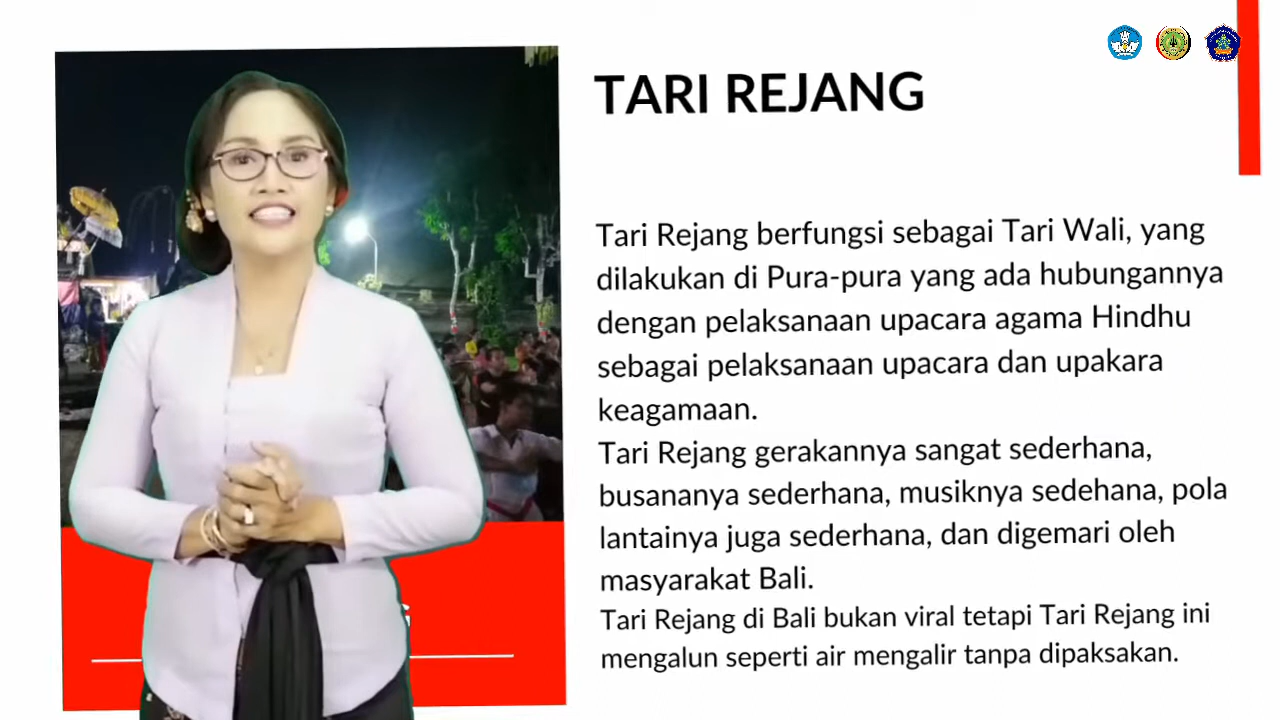 TARI REJANG
Tari Rejang berfungsi sebagai Tari Wali, yang
dilakukan di Pura-pura yang ada hubungannya
dengan pelaksanaan upacara agama Hindhu
sebagai pelaksanaan upacara dan upakara
keagamaan.
Tari Rejang gerakannya sangat sederhana,
busananya sederhana, musiknya sedehana, pola
lantainya juga sederhana, dan digemari oleh
masyarakat Bali.
Tari Rejang di Bali bukan viral tetapi Tari Rejang ini
mengalun seperti air mengalir tanpa dipaksakan.